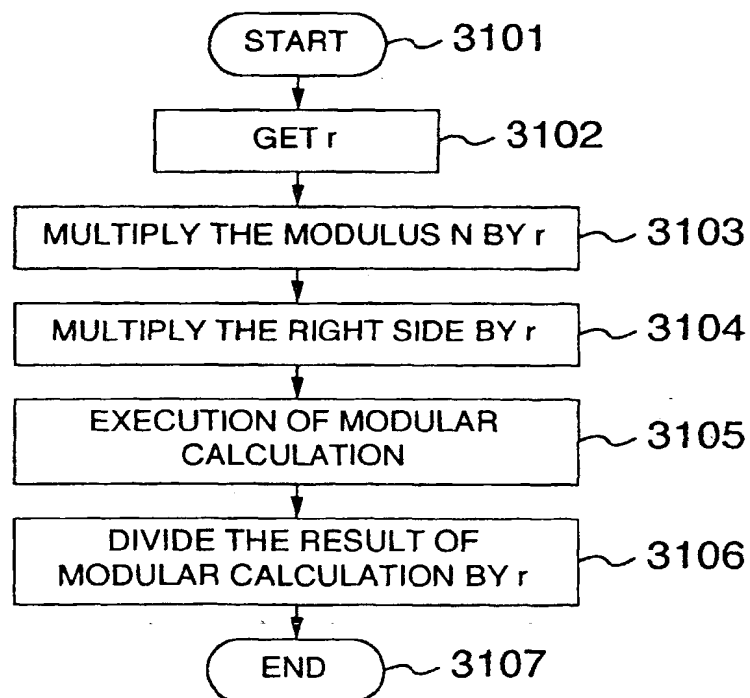 START 3101
GET r 3102
MULTIPLY THE MODULUS N BY r 3103
MULTIPLY THE RIGHT SIDE BY r 3104
EXECUTION OF MODULAR
CALCULATION 3105
DIVIDE THE RESULT OF
MODULAR CALCULATION BY r 3106
END 3107